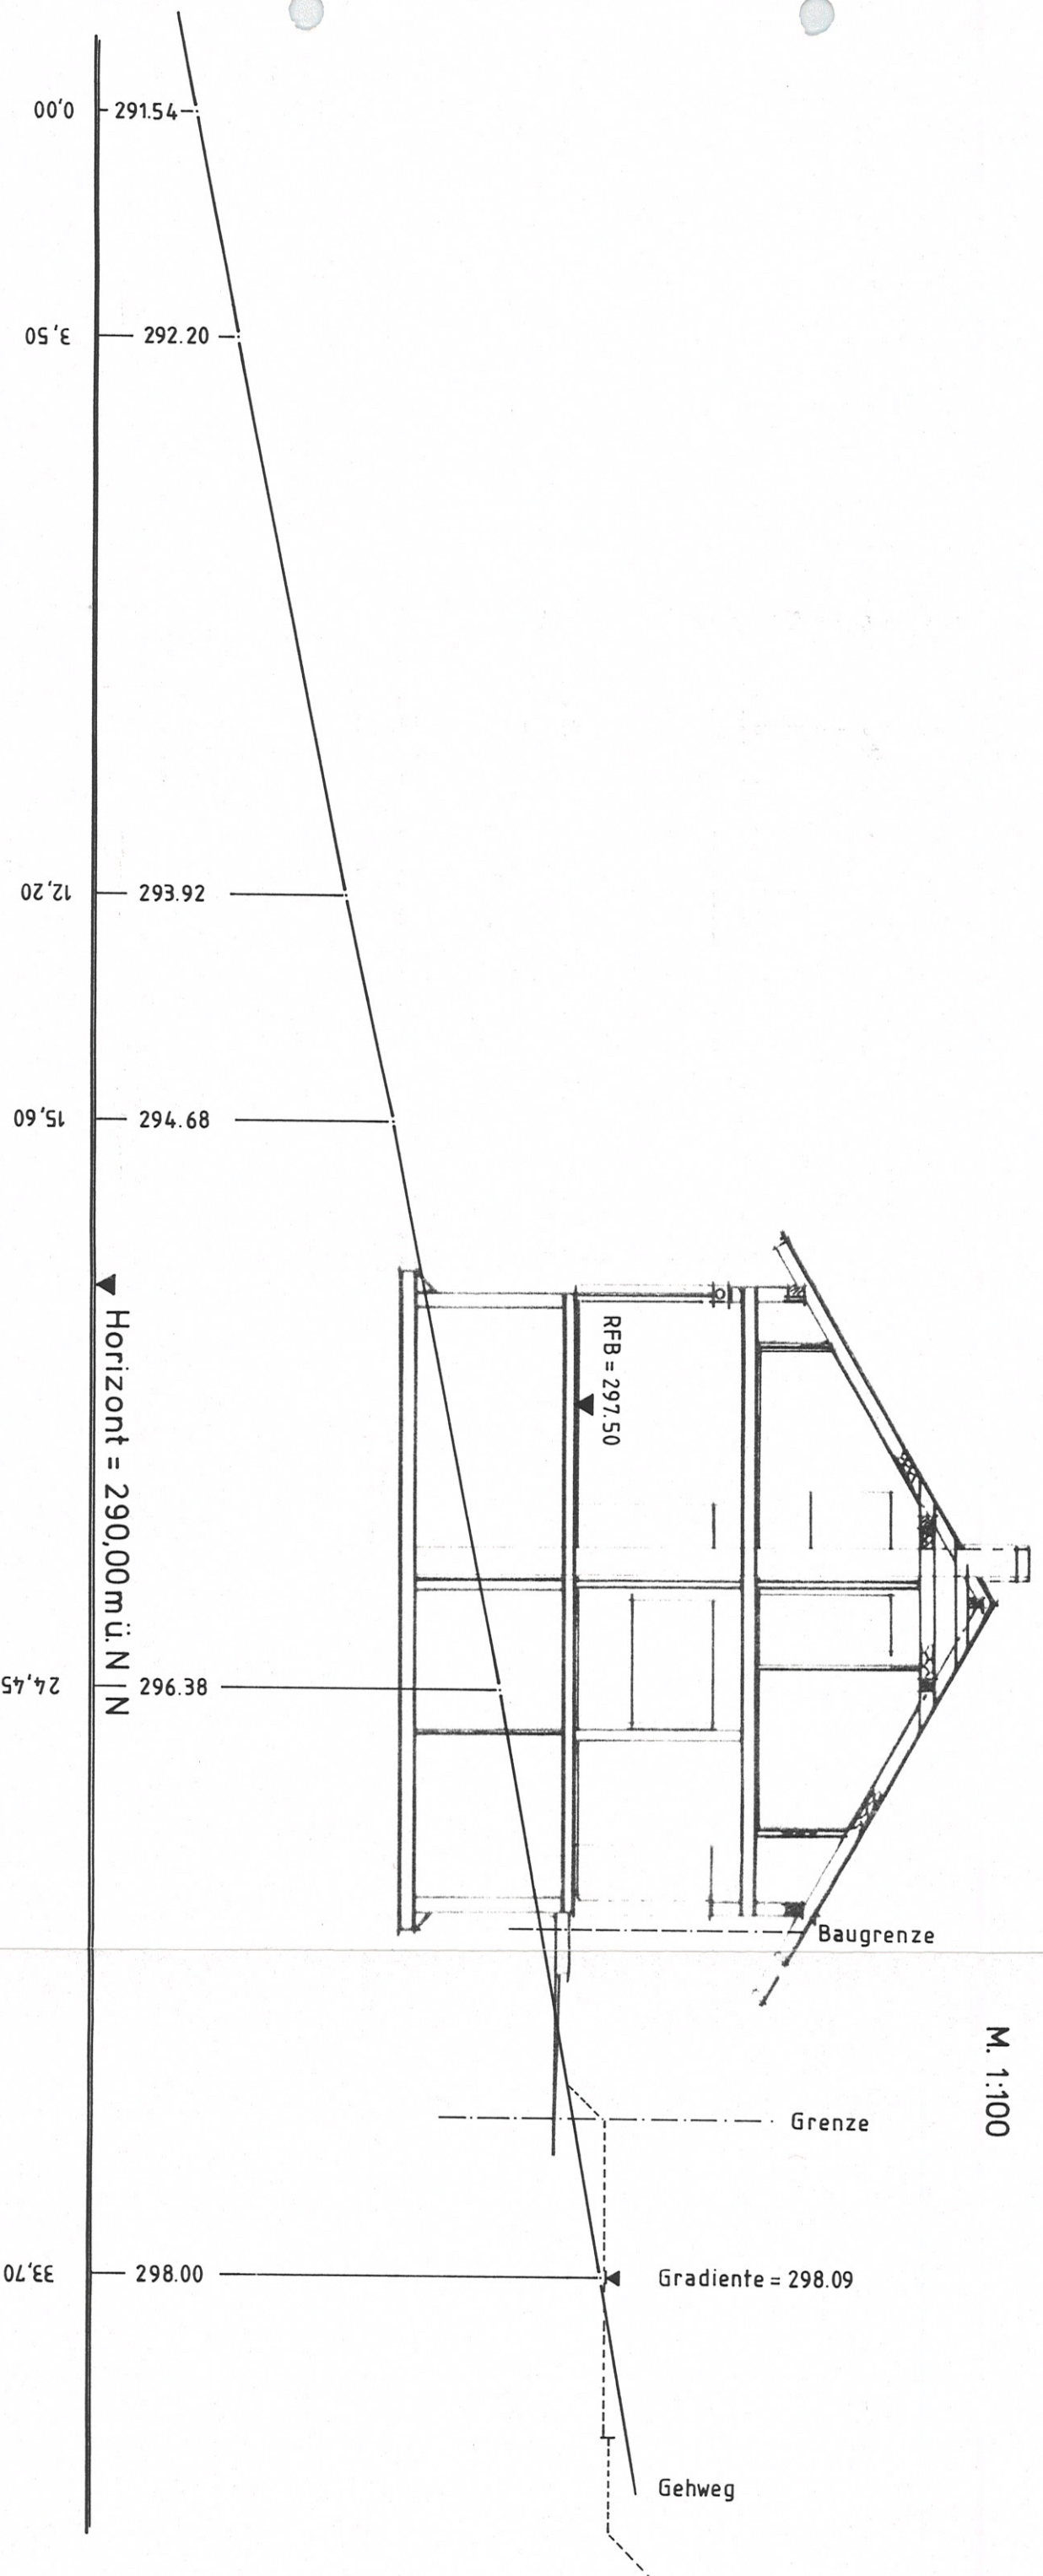 0,00
291.54
3,50
292.20
12,20
293.92
15,60
294.68
Horizont = 290,00 m ü. N N
RFB = 297.50
24,45
296.38
Baugrenze
M. 1:100
Grenze
33,70
298.00
Gradiente = 298.09
Gehweg